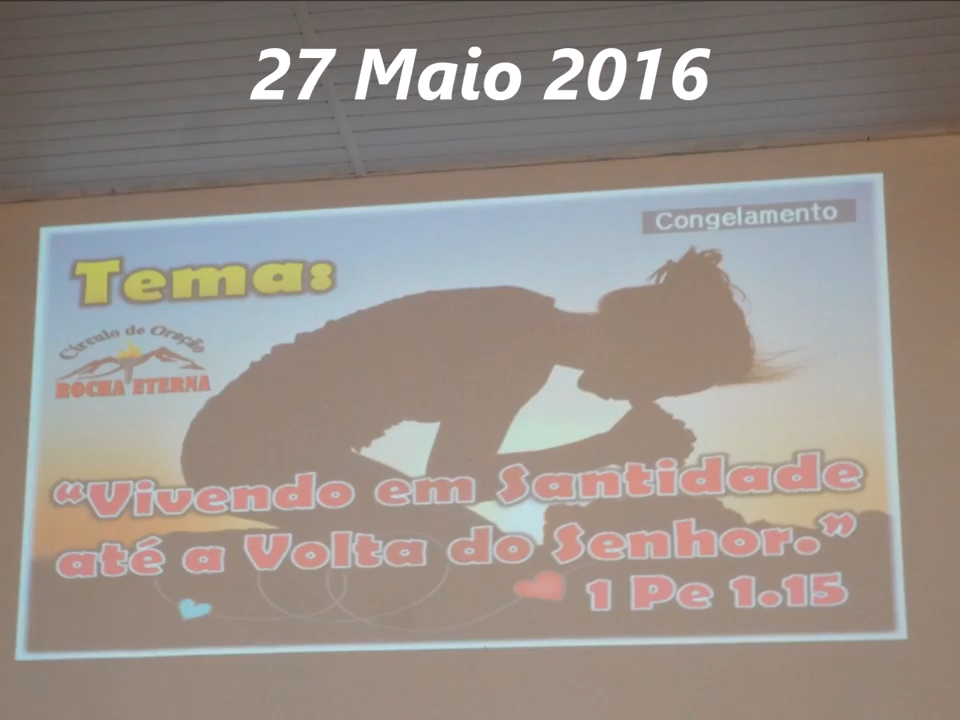 27 Maio 2016
Congelamento
Tema:
Círculo de Oração
ROCHA ETERNA
“Vivendo em Santidade
até a Volta do Senhor.”
1 Pe 1.15